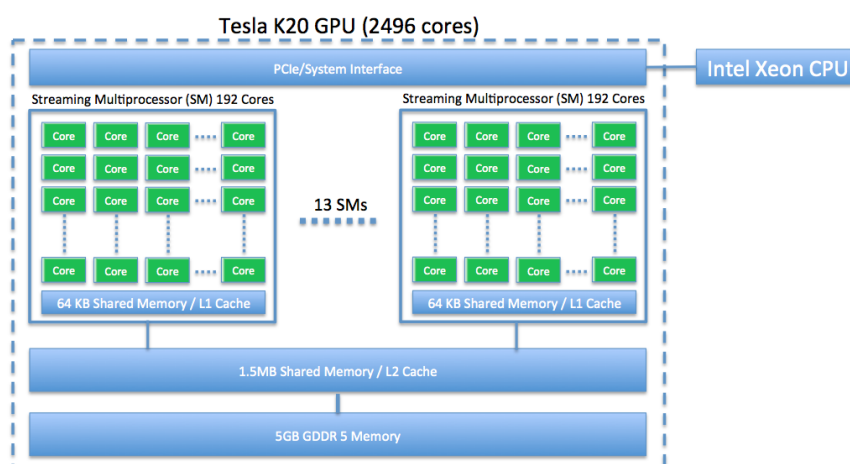 Tesla K20 GPU (2496 cores)
PCIe/System Interface
Intel Xeon CPU
Streaming Multiprocessor (SM) 192 Cores
Streaming Multiprocessor (SM) 192 Cores
Core Core Core Core
Core Core Core Core
Core Core Core Core
Core Core Core Core
64 KB Shared Memory / L1 Cache
13 SMs
Core Core Core Core
Core Core Core Core
Core Core Core Core
Core Core Core Core
64 KB Shared Memory / L1 Cache
1.5MB Shared Memory / L2 Cache
5GB GDDR 5 Memory